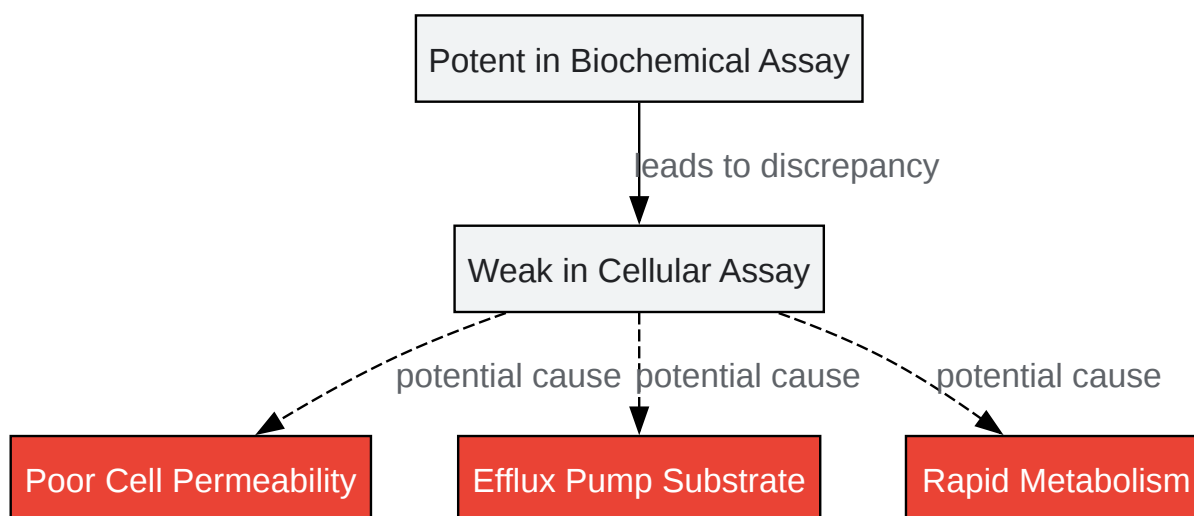 Potent in Biochemical Assay
leads to discrepancy
Weak in Cellular Assay
potential cause
potential cause
potential cause
Poor Cell Permeability
Efflux Pump Substrate
Rapid Metabolism